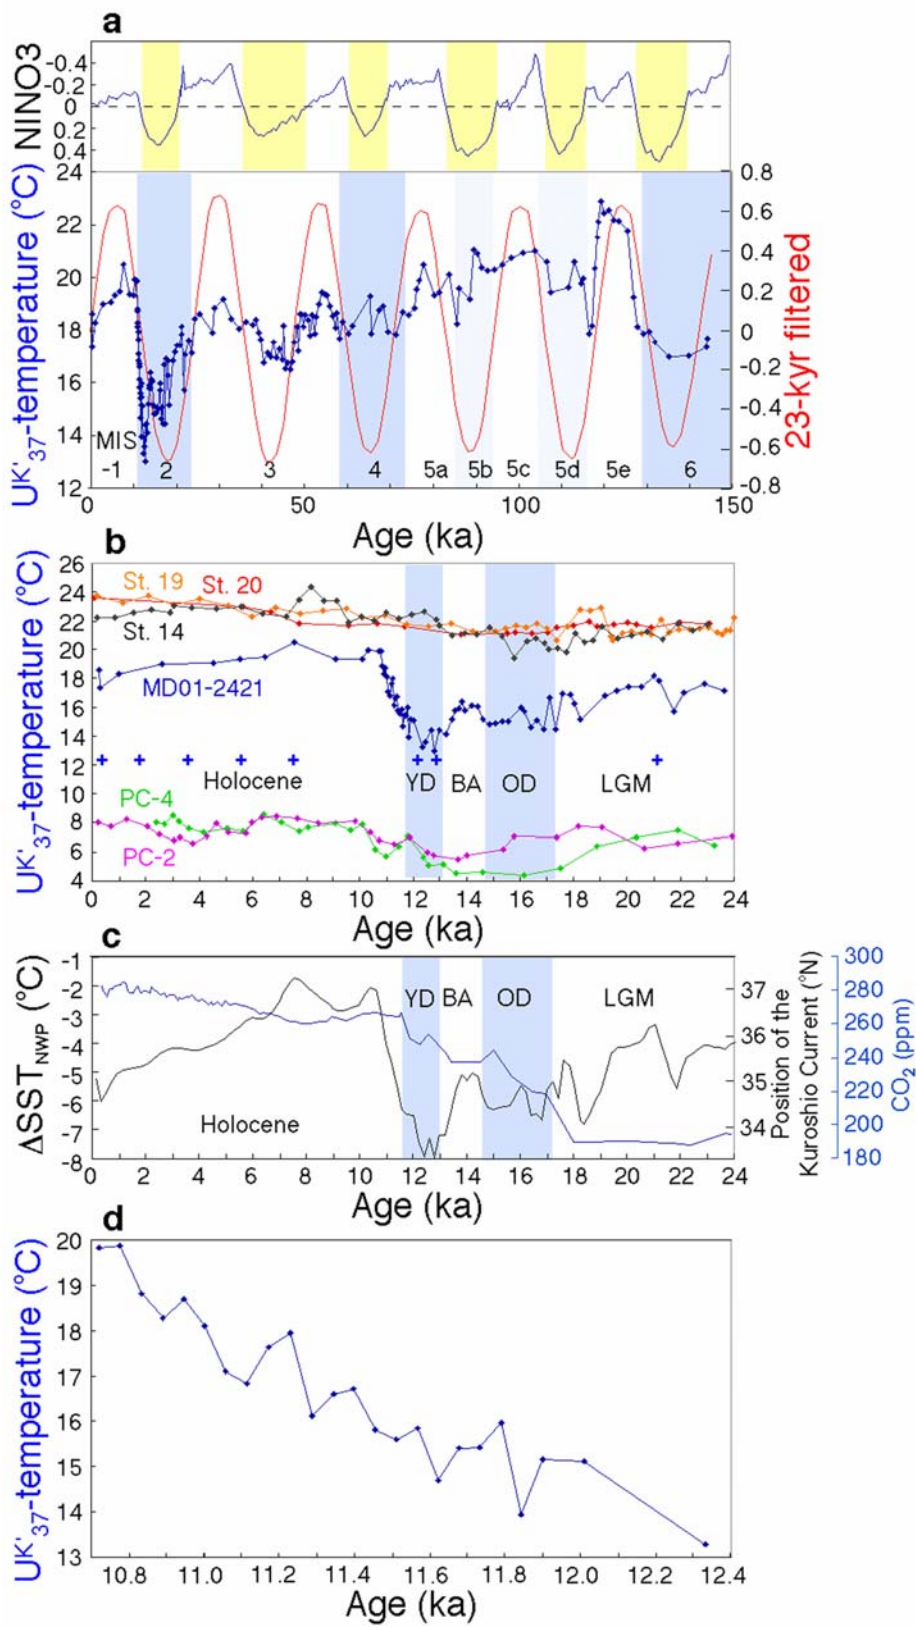 a
NINO3
-0.4
-0.2
0
0.2
0.4
U^K'_37-temperature (°C)
24
22
20
18
16
14
12
0.8
0.6
0.4
0.2
0
-0.2
-0.4
-0.6
-0.8
23-kyr filtered
MIS
-1 2 3 4 5a 5b 5c 5d 5e 6
0 50 100 150
Age (ka)
b
U^K'_37-temperature (°C)
26
24
22
20
18
16
14
12
10
8
6
4
St. 19
St. 20
St. 14
MD01-2421
Holocene YD BA OD LGM
PC-4
PC-2
0 2 4 6 8 10 12 14 16 18 20 22 24
Age (ka)
c
ΔSST_NWP (°C)
-1
-2
-3
-4
-5
-6
-7
-8
YD BA OD LGM
Holocene
37
36
35
34
Position of the
Kuroshio Current (°N)
300
280
260
240
220
200
180
CO₂ (ppm)
0 2 4 6 8 10 12 14 16 18 20 22 24
Age (ka)
d
U^K'_37-temperature (°C)
20
19
18
17
16
15
14
13
10.8 11.0 11.2 11.4 11.6 11.8 12.0 12.2 12.4
Age (ka)